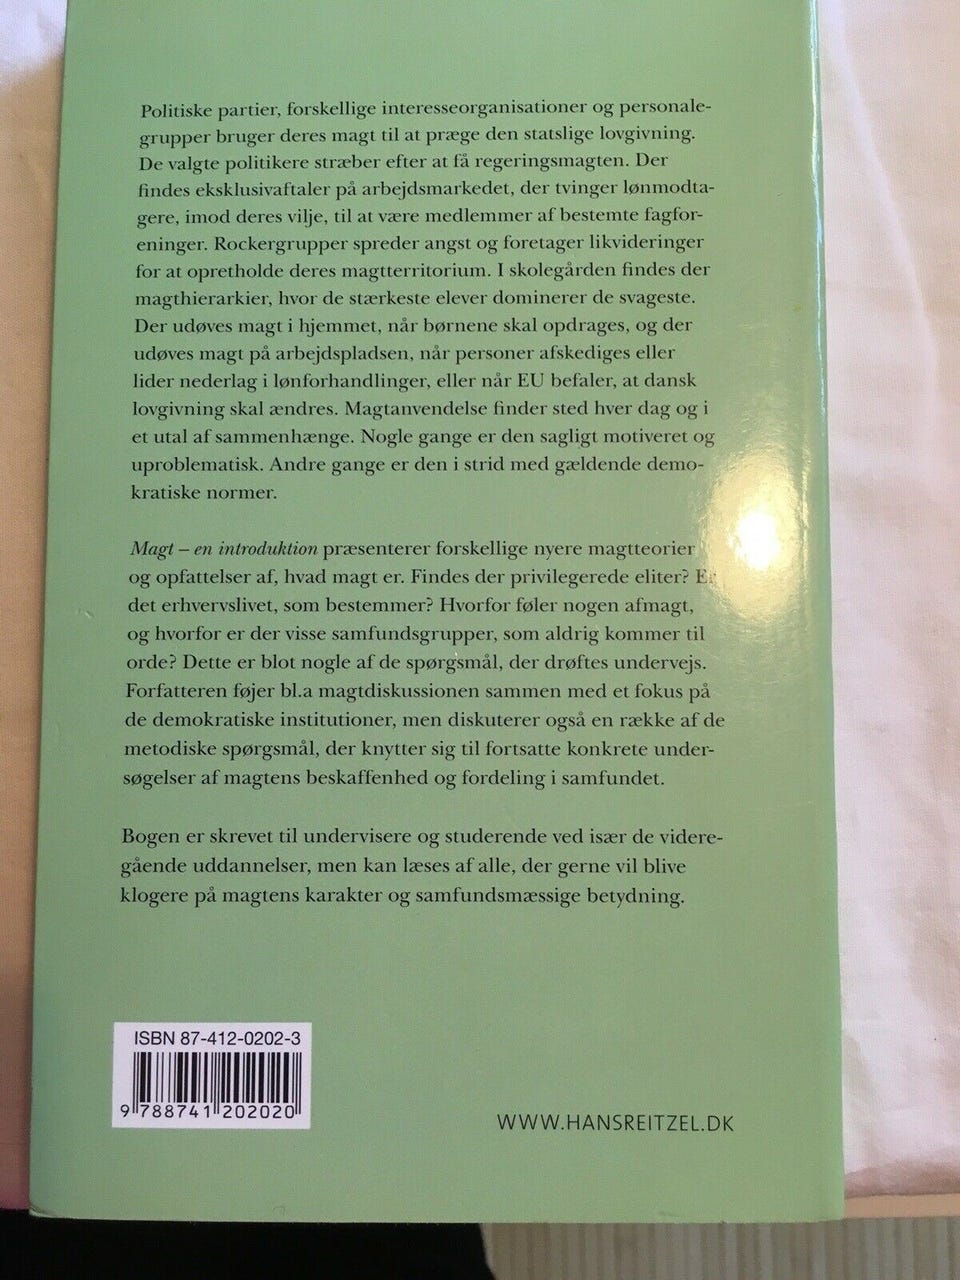 Politiske partier, forskellige interesseorganisationer og personale-
grupper bruger deres magt til at præge den statslige lovgivning.
De valgte politikere stræber efter at få regeringsmagten. Der
findes eksklusivaftaler på arbejdsmarkedet, der tvinger lønmodta-
gere, imod deres vilje, til at være medlemmer af bestemte fagfor-
eninger. Rockergrupper spreder angst og foretager likvideringer
for at opretholde deres magtterritorium. I skolegården findes der
magthierarkier, hvor de stærkeste elever dominerer de svageste.
Der udøves magt i hjemmet, når børnene skal opdrages, og der
udøves magt på arbejdspladsen, når personer afskediges eller
lider nederlag i lønforhandlinger, eller når EU befaler, at dansk
lovgivning skal ændres. Magtanvendelse finder sted hver dag og i
et utal af sammenhænge. Nogle gange er den sagligt motiveret og
uproblematisk. Andre gange er den i strid med gældende demo-
kratiske normer.
Magt – en introduktion præsenterer forskellige nyere magtteorier
og opfattelser af, hvad magt er. Findes der privilegerede eliter? Er
det erhvervslivet, som bestemmer? Hvorfor føler nogen afmagt,
og hvorfor er der visse samfundsgrupper, som aldrig kommer til
orde? Dette er blot nogle af de spørgsmål, der drøftes undervejs.
Forfatteren føjer bl.a magtdiskussionen sammen med et fokus på
de demokratiske institutioner, men diskuterer også en række af de
metodiske spørgsmål, der knytter sig til fortsatte konkrete under-
søgelser af magtens beskaffenhed og fordeling i samfundet.
Bogen er skrevet til undervisere og studerende ved især de videre-
gående uddannelser, men kan læses af alle, der gerne vil blive
klogere på magtens karakter og samfundsmæssige betydning.
ISBN 87-412-0202-3
9 788741 202020
WWW.HANSREITZEL.DK